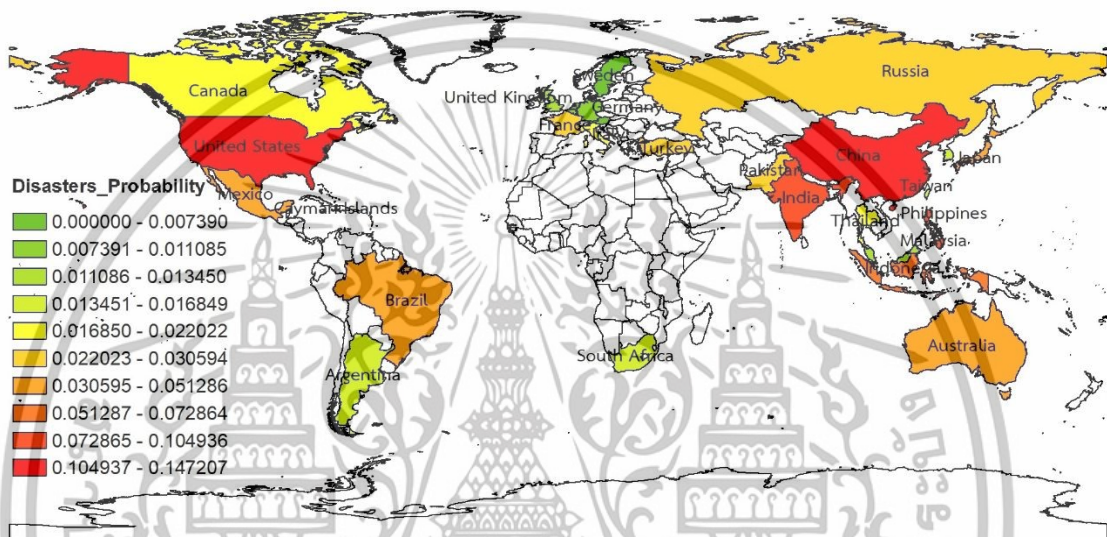 Russia
Canada
Sweden
United Kingdom
Germany
France
Turkey
United States
China
Japan
Pakistan
Disasters_Probability
Mexico
India
Taiwan
Cayman Islands
Philippines
Thailand
Malaysia
Indonesia
Brazil
Australia
South Africa
Argentina
0.000000 - 0.007390
0.007391 - 0.011085
0.011086 - 0.013450
0.013451 - 0.016849
0.016850 - 0.022022
0.022023 - 0.030594
0.030595 - 0.051286
0.051287 - 0.072864
0.072865 - 0.104936
0.104937 - 0.147207